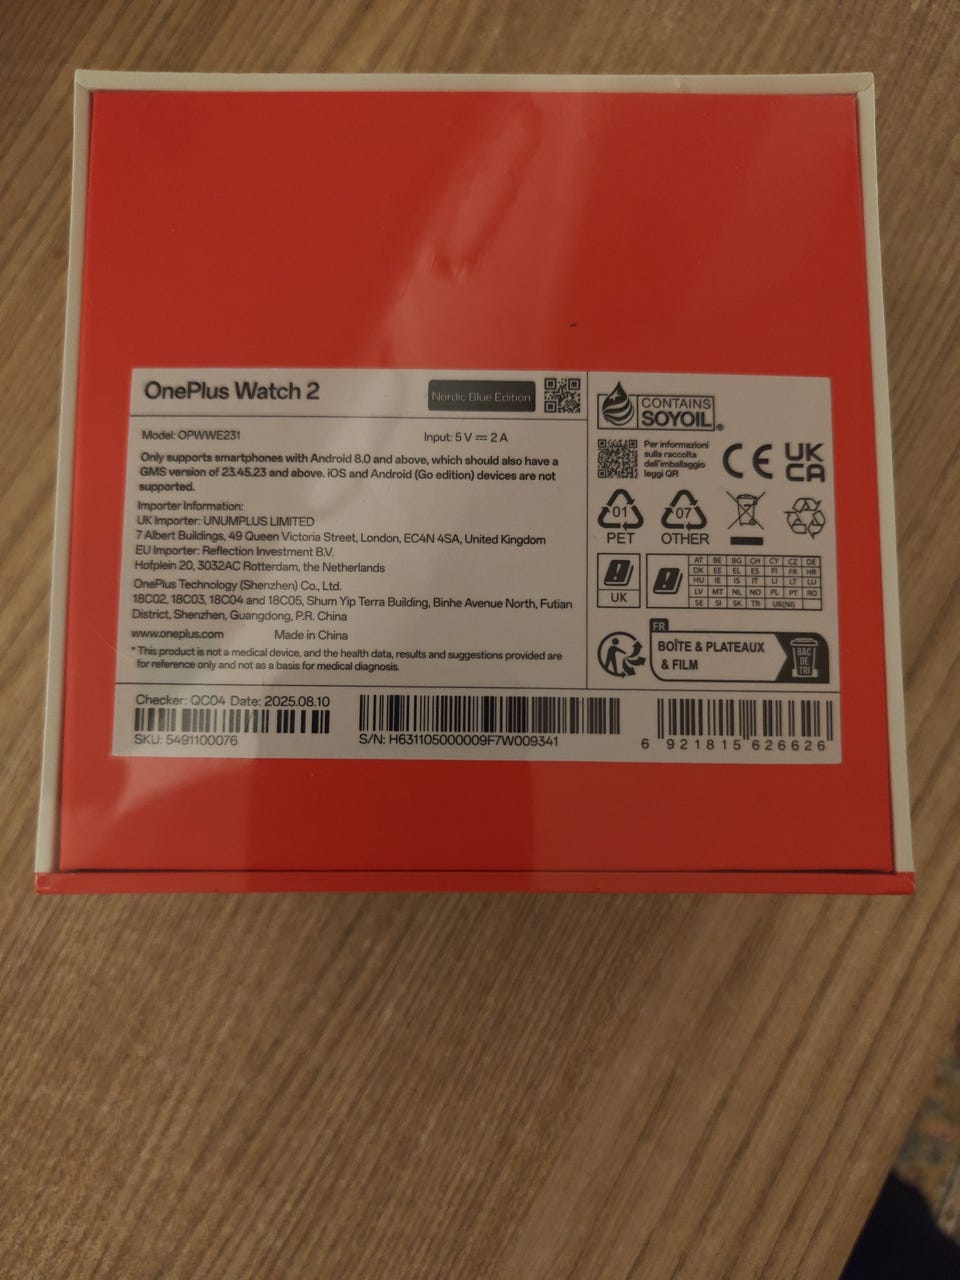 OnePlus Watch 2
Nordic Blue Edition
Model: OPWWE231
Input: 5 V ⎓ 2 A
Only supports smartphones with Android 8.0 and above, which should also have a
GMS version of 23.45.23 and above. iOS and Android (Go edition) devices are not
supported.
Importer Information:
UK Importer: UNUMPLUS LIMITED
7 Albert Buildings, 49 Queen Victoria Street, London, EC4N 4SA, United Kingdom
EU Importer: Reflection Investment B.V.
Hofplein 20, 3032AC Rotterdam, the Netherlands
OnePlus Technology (Shenzhen) Co., Ltd.
18C02, 18C03, 18C04 and 18C05, Shum Yip Terra Building, Binhe Avenue North, Futian
District, Shenzhen, Guangdong, P.R. China
www.oneplus.com
Made in China
* This product is not a medical device, and the health data, results and suggestions provided are
for reference only and not as a basis for medical diagnosis.
CONTAINS
SOYOIL®
Per informazioni
sulla raccolta
dell'imballaggio
leggi QR
CE
UK
CA
01
PET
07
OTHER
UK
AT BE BG CH CY CZ DE
DK EE EL ES FI FR HR
HU IE IS IT LI LT LU
LV MT NL NO PL PT RO
SE SI SK TR UK(NI)
FR
BOÎTE & PLATEAUX
& FILM
BAC
DE
TRI
Checker: QC04 Date: 2025.08.10
SKU: 5491100076
S/N: H631105000009F7W009341
6 921815 626626